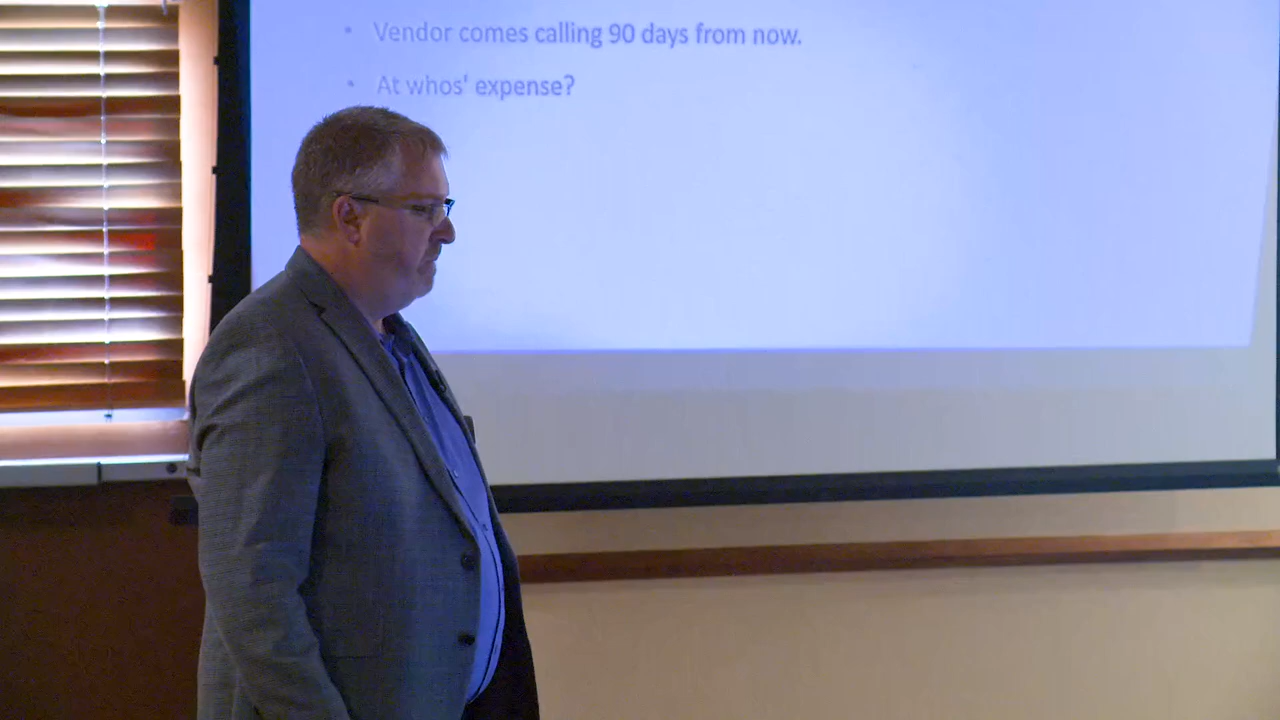 • Vendor comes calling 90 days from now.
• At whos' expense?